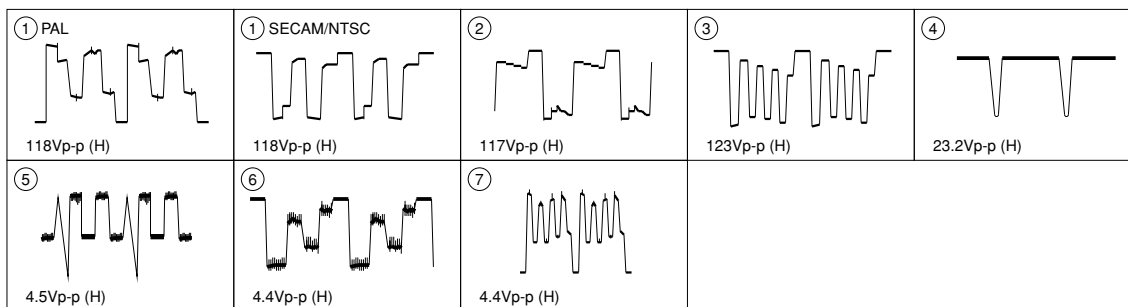 ① PAL
118Vp-p (H)
① SECAM/NTSC
118Vp-p (H)
②
117Vp-p (H)
③
123Vp-p (H)
④
23.2Vp-p (H)
⑤
4.5Vp-p (H)
⑥
4.4Vp-p (H)
⑦
4.4Vp-p (H)